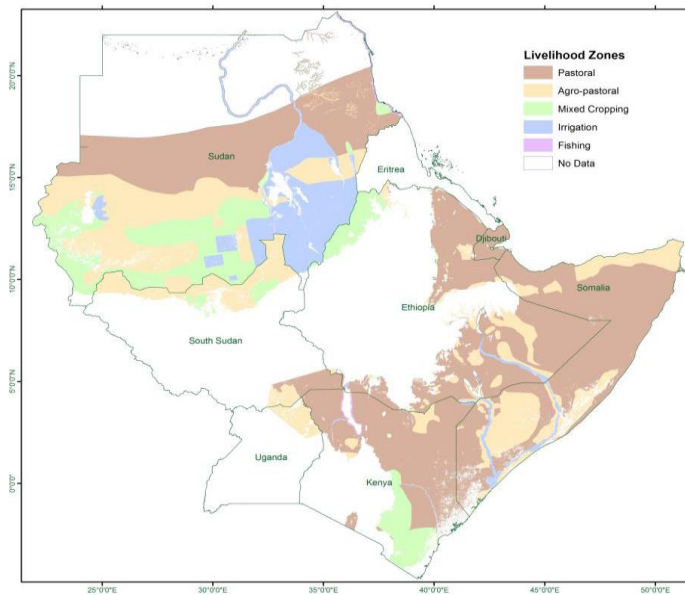 Livelihood Zones
Pastoral
Agro-pastoral
Mixed Cropping
Irrigation
Fishing
No Data
Sudan
Eritrea
Djibouti
Somalia
Ethiopia
South Sudan
Uganda
Kenya
20°0'0"N
15°0'0"N
10°0'0"N
5°0'0"N
0°0'0"
25°0'0"E 30°0'0"E 35°0'0"E 40°0'0"E 45°0'0"E 50°0'0"E